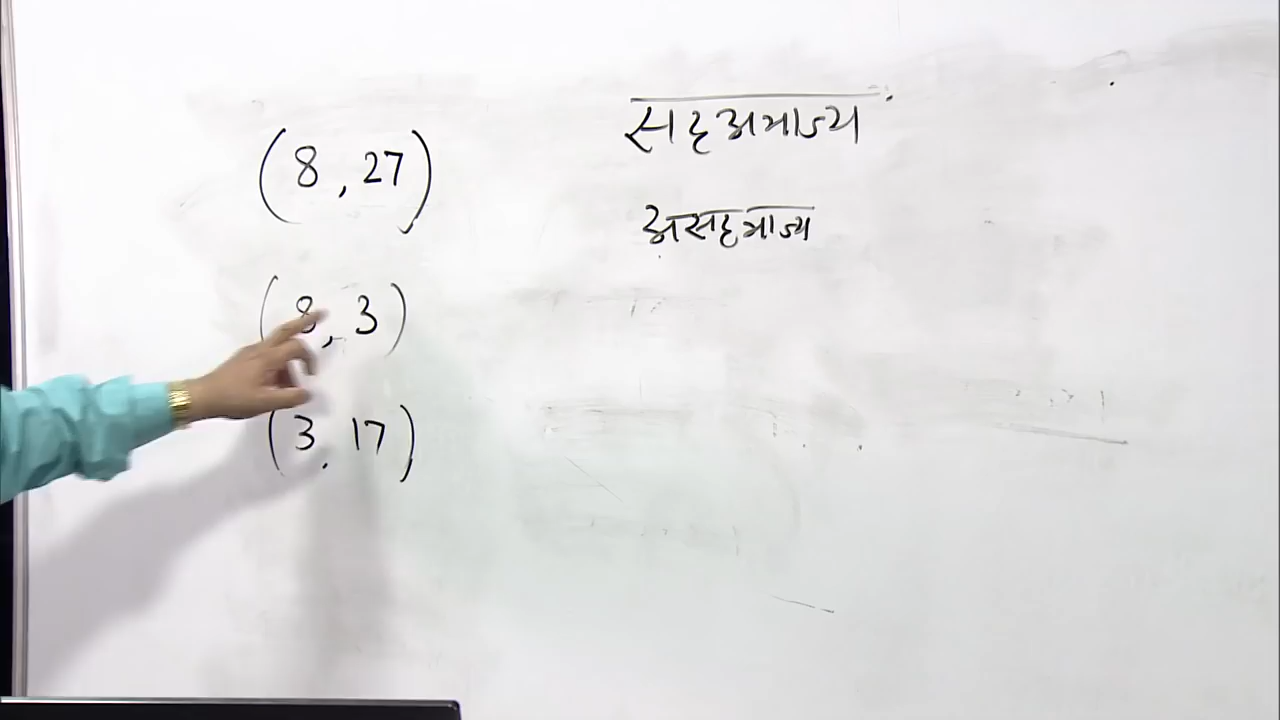 (8, 27)
सहअभाज्य
असहभाज्य
(8, 3)
(3, 17)